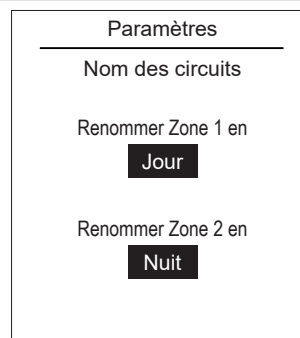 Paramètres
Nom des circuits
Renommer Zone 1 en
Jour
Renommer Zone 2 en
Nuit